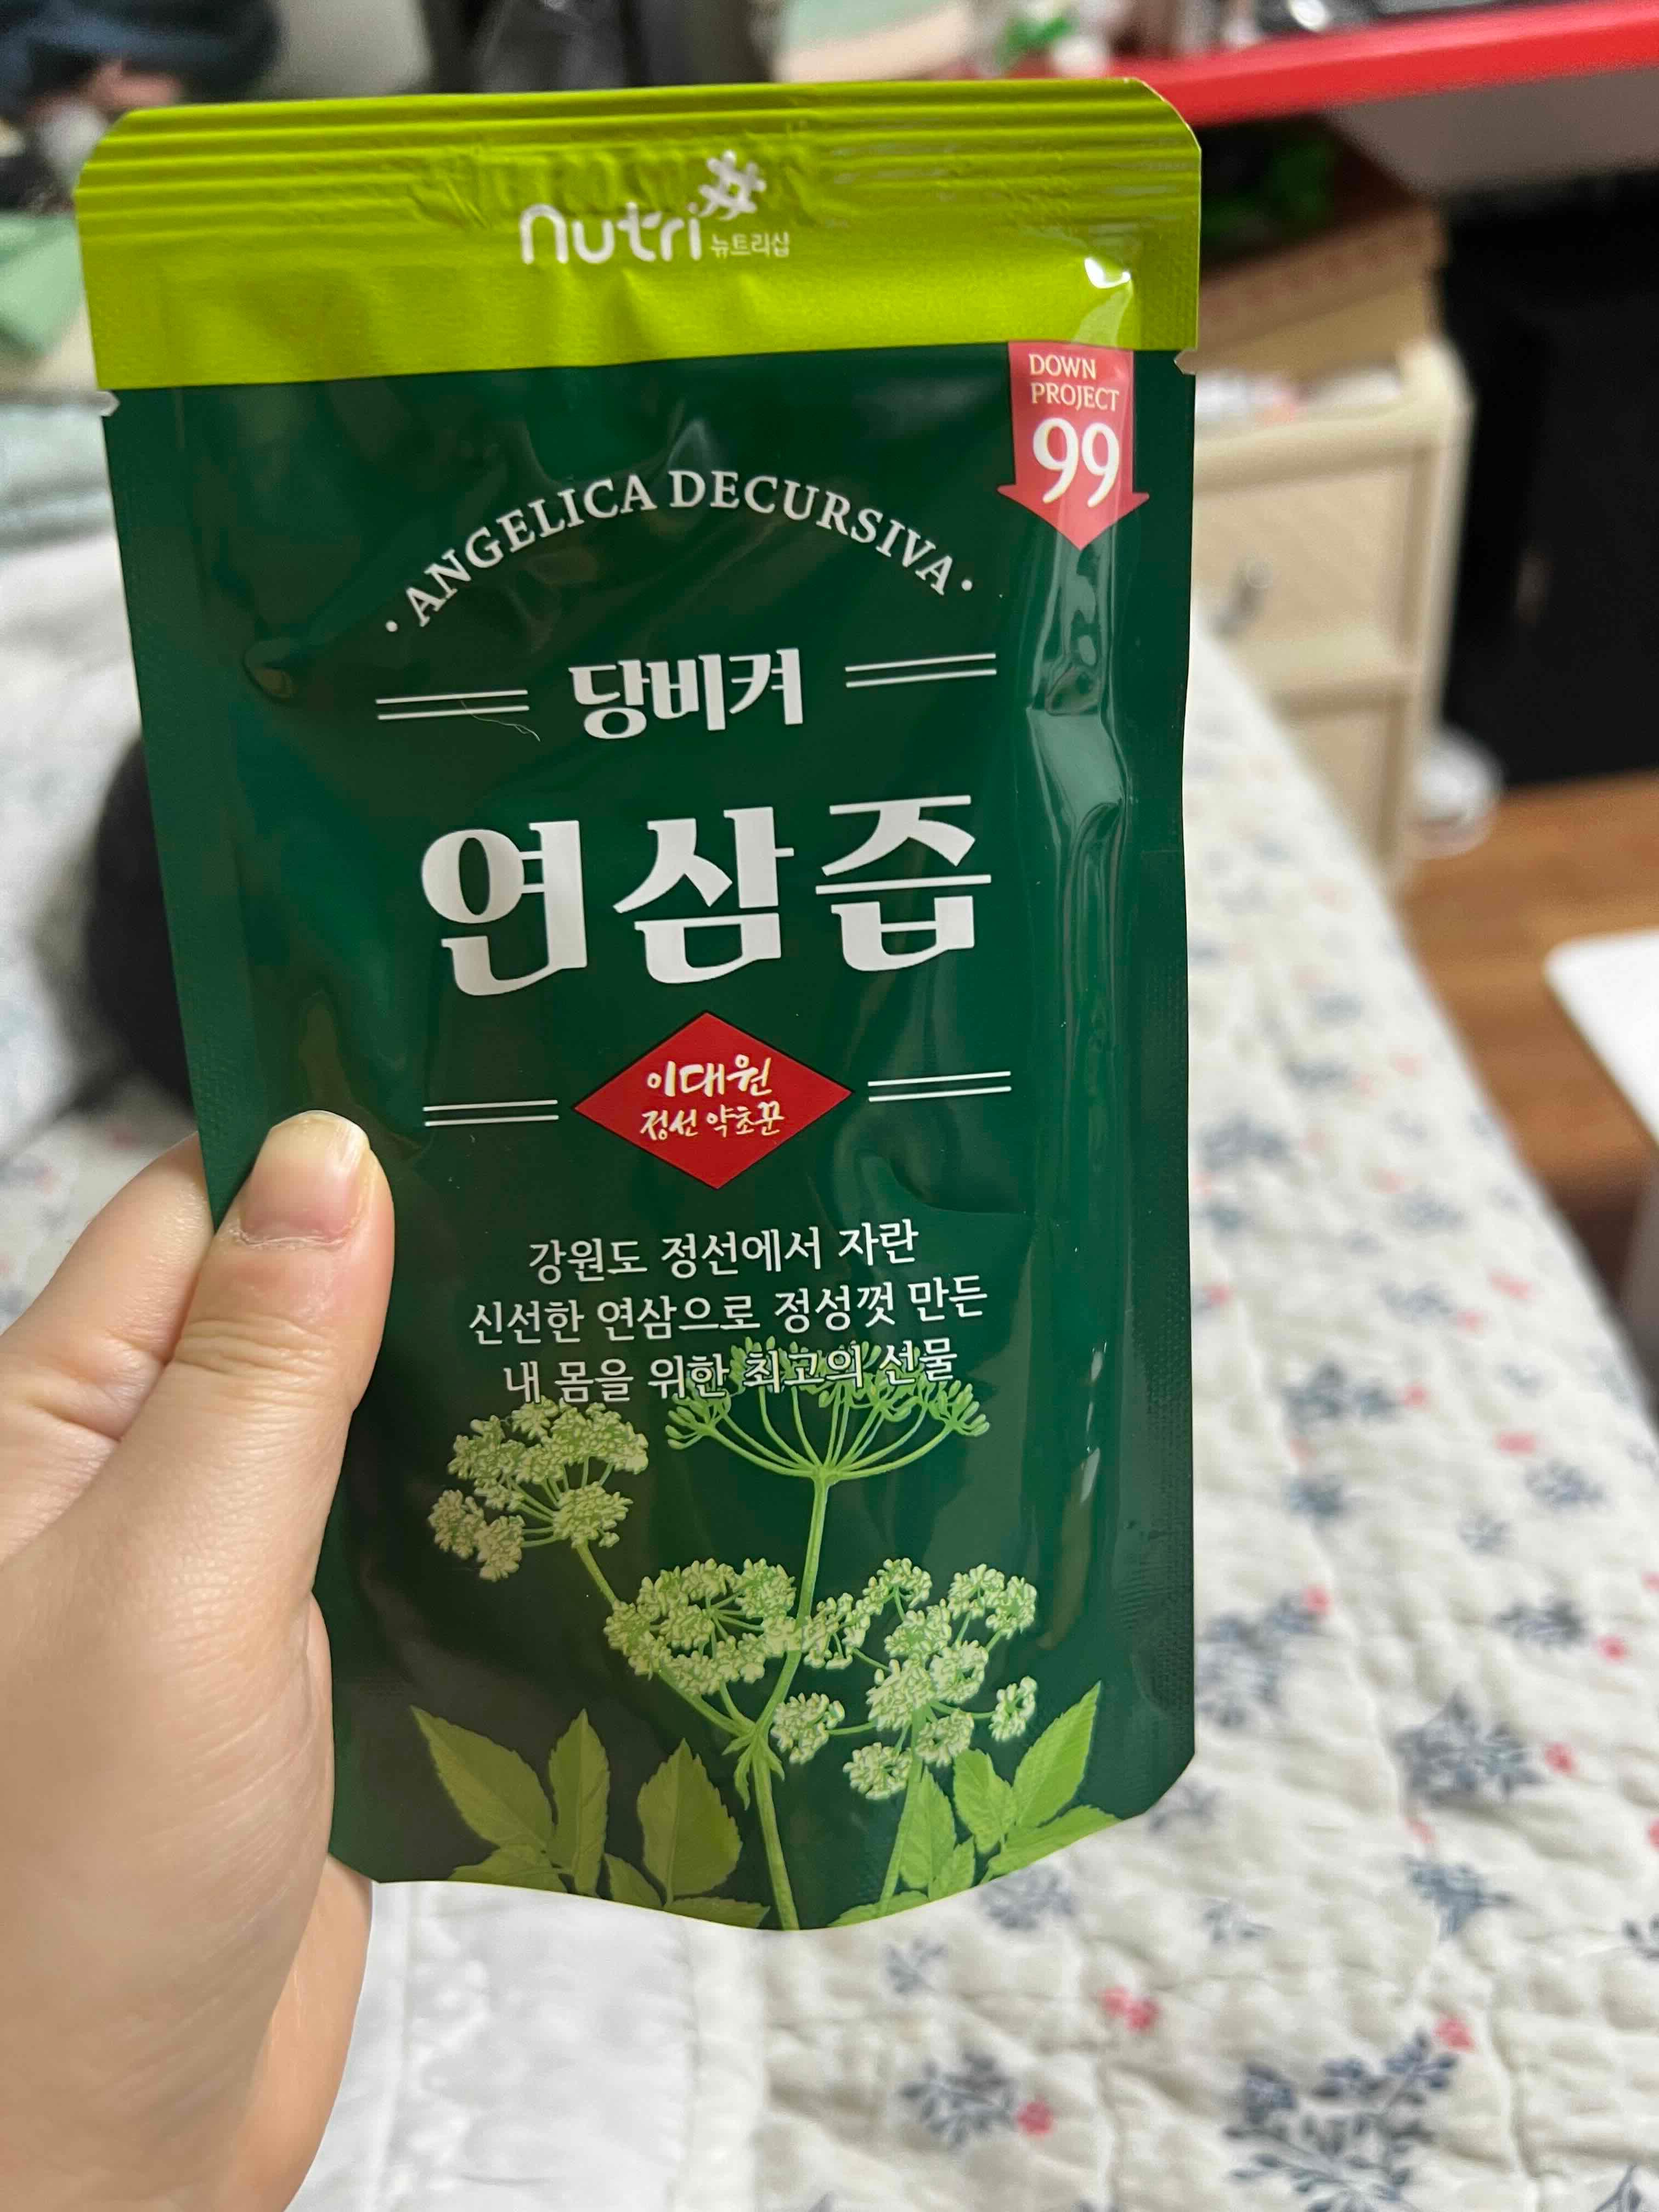 nutri 뉴트리십
DOWN
PROJECT
99
· ANGELICA DECURSIVA ·
당비켜
연삼즙
이대원
정선 약초꾼
강원도 정선에서 자란
신선한 연삼으로 정성껏 만든
내 몸을 위한 최고의 선물